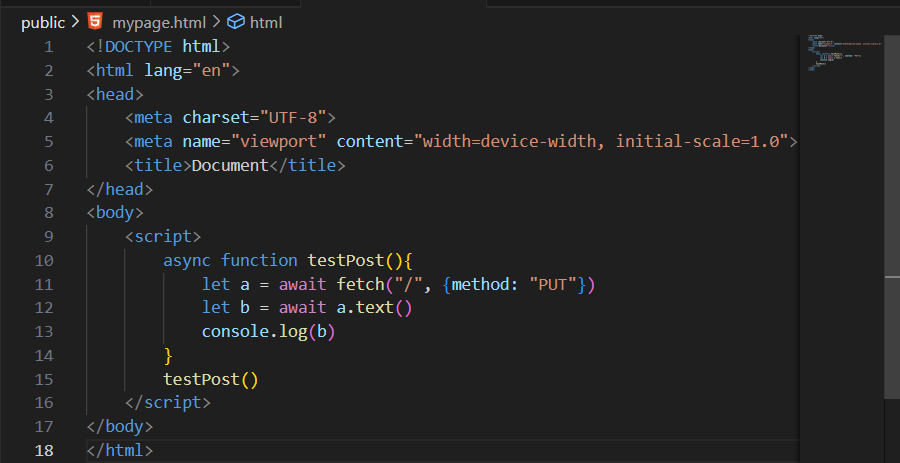 public > mypage.html > html
1 <!DOCTYPE html>
2 <html lang="en">
3 <head>
4     <meta charset="UTF-8">
5     <meta name="viewport" content="width=device-width, initial-scale=1.0">
6     <title>Document</title>
7 </head>
8 <body>
9     <script>
10         async function testPost(){
11             let a = await fetch("/", {method: "PUT"})
12             let b = await a.text()
13             console.log(b)
14         }
15         testPost()
16     </script>
17 </body>
18 </html>